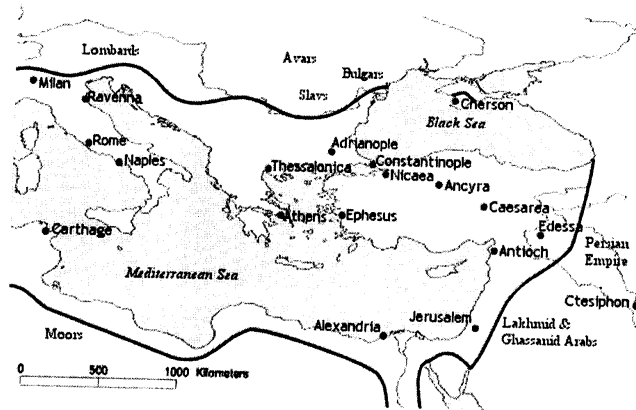 Lombards
Avars
Bulgars
Slavs
Milan
Ravenna
Cherson
Black Sea
Rome
Naples
Adrianople
Constantinople
Thessalonica
Nicaea
Ancyra
Athens
Ephesus
Caesarea
Carthage
Edessa
Antioch
Persian
Empire
Mediterranean Sea
Ctesiphon
Moors
Alexandria
Jerusalem
Lakhmid &
Ghassanid Arabs
0 500 1000 Kilometers